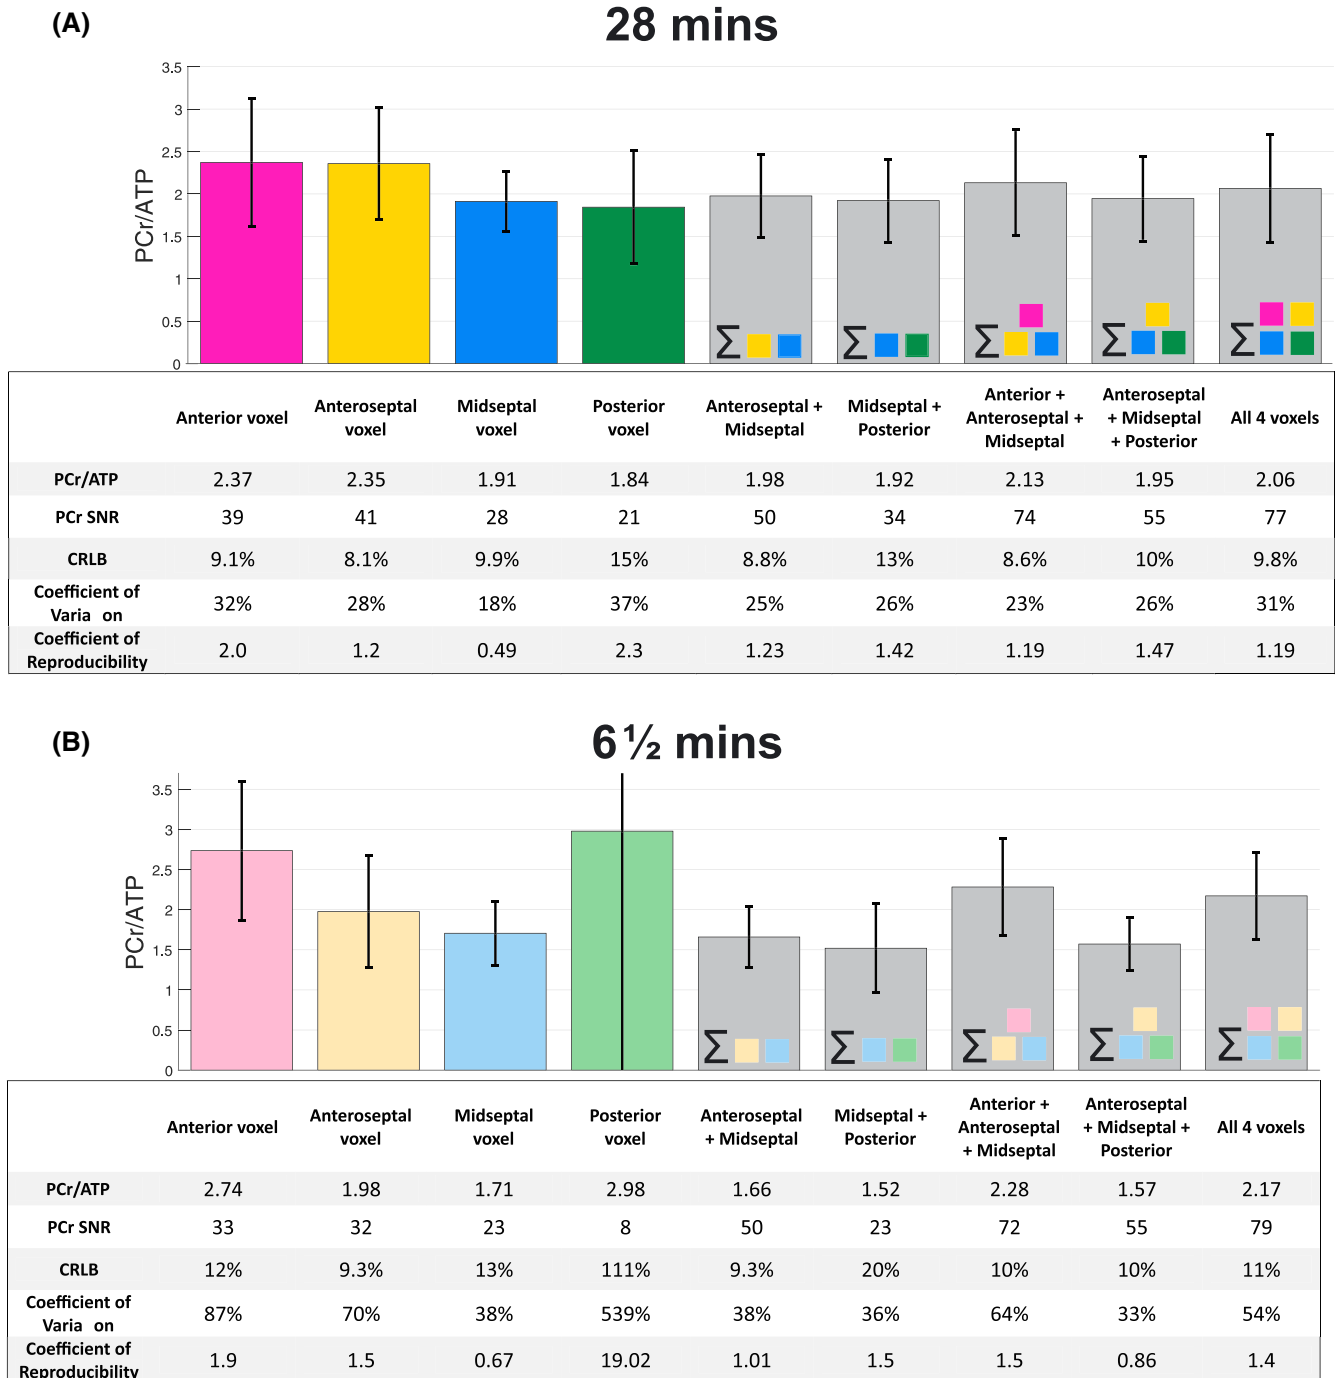 (A)
28 mins
3.5
3
2.5
2
1.5
1
0.5
0
PCr/ATP
Σ Σ Σ Σ Σ
Anterior voxel Anteroseptal voxel Midseptal voxel Posterior voxel Anteroseptal + Midseptal Midseptal + Posterior Anterior + Anteroseptal + Midseptal Anteroseptal + Midseptal + Posterior All 4 voxels
PCr/ATP 2.37 2.35 1.91 1.84 1.98 1.92 2.13 1.95 2.06
PCr SNR 39 41 28 21 50 34 74 55 77
CRLB 9.1% 8.1% 9.9% 15% 8.8% 13% 8.6% 10% 9.8%
Coefficient of Varia on 32% 28% 18% 37% 25% 26% 23% 26% 31%
Coefficient of Reproducibility 2.0 1.2 0.49 2.3 1.23 1.42 1.19 1.47 1.19
(B)
6 ½ mins
3.5
3
2.5
2
1.5
1
0.5
0
PCr/ATP
Σ Σ Σ Σ Σ
Anterior voxel Anteroseptal voxel Midseptal voxel Posterior voxel Anteroseptal + Midseptal Midseptal + Posterior Anterior + Anteroseptal + Midseptal Anteroseptal + Midseptal + Posterior All 4 voxels
PCr/ATP 2.74 1.98 1.71 2.98 1.66 1.52 2.28 1.57 2.17
PCr SNR 33 32 23 8 50 23 72 55 79
CRLB 12% 9.3% 13% 111% 9.3% 20% 10% 10% 11%
Coefficient of Varia on 87% 70% 38% 539% 38% 36% 64% 33% 54%
Coefficient of Reproducibility 1.9 1.5 0.67 19.02 1.01 1.5 1.5 0.86 1.4